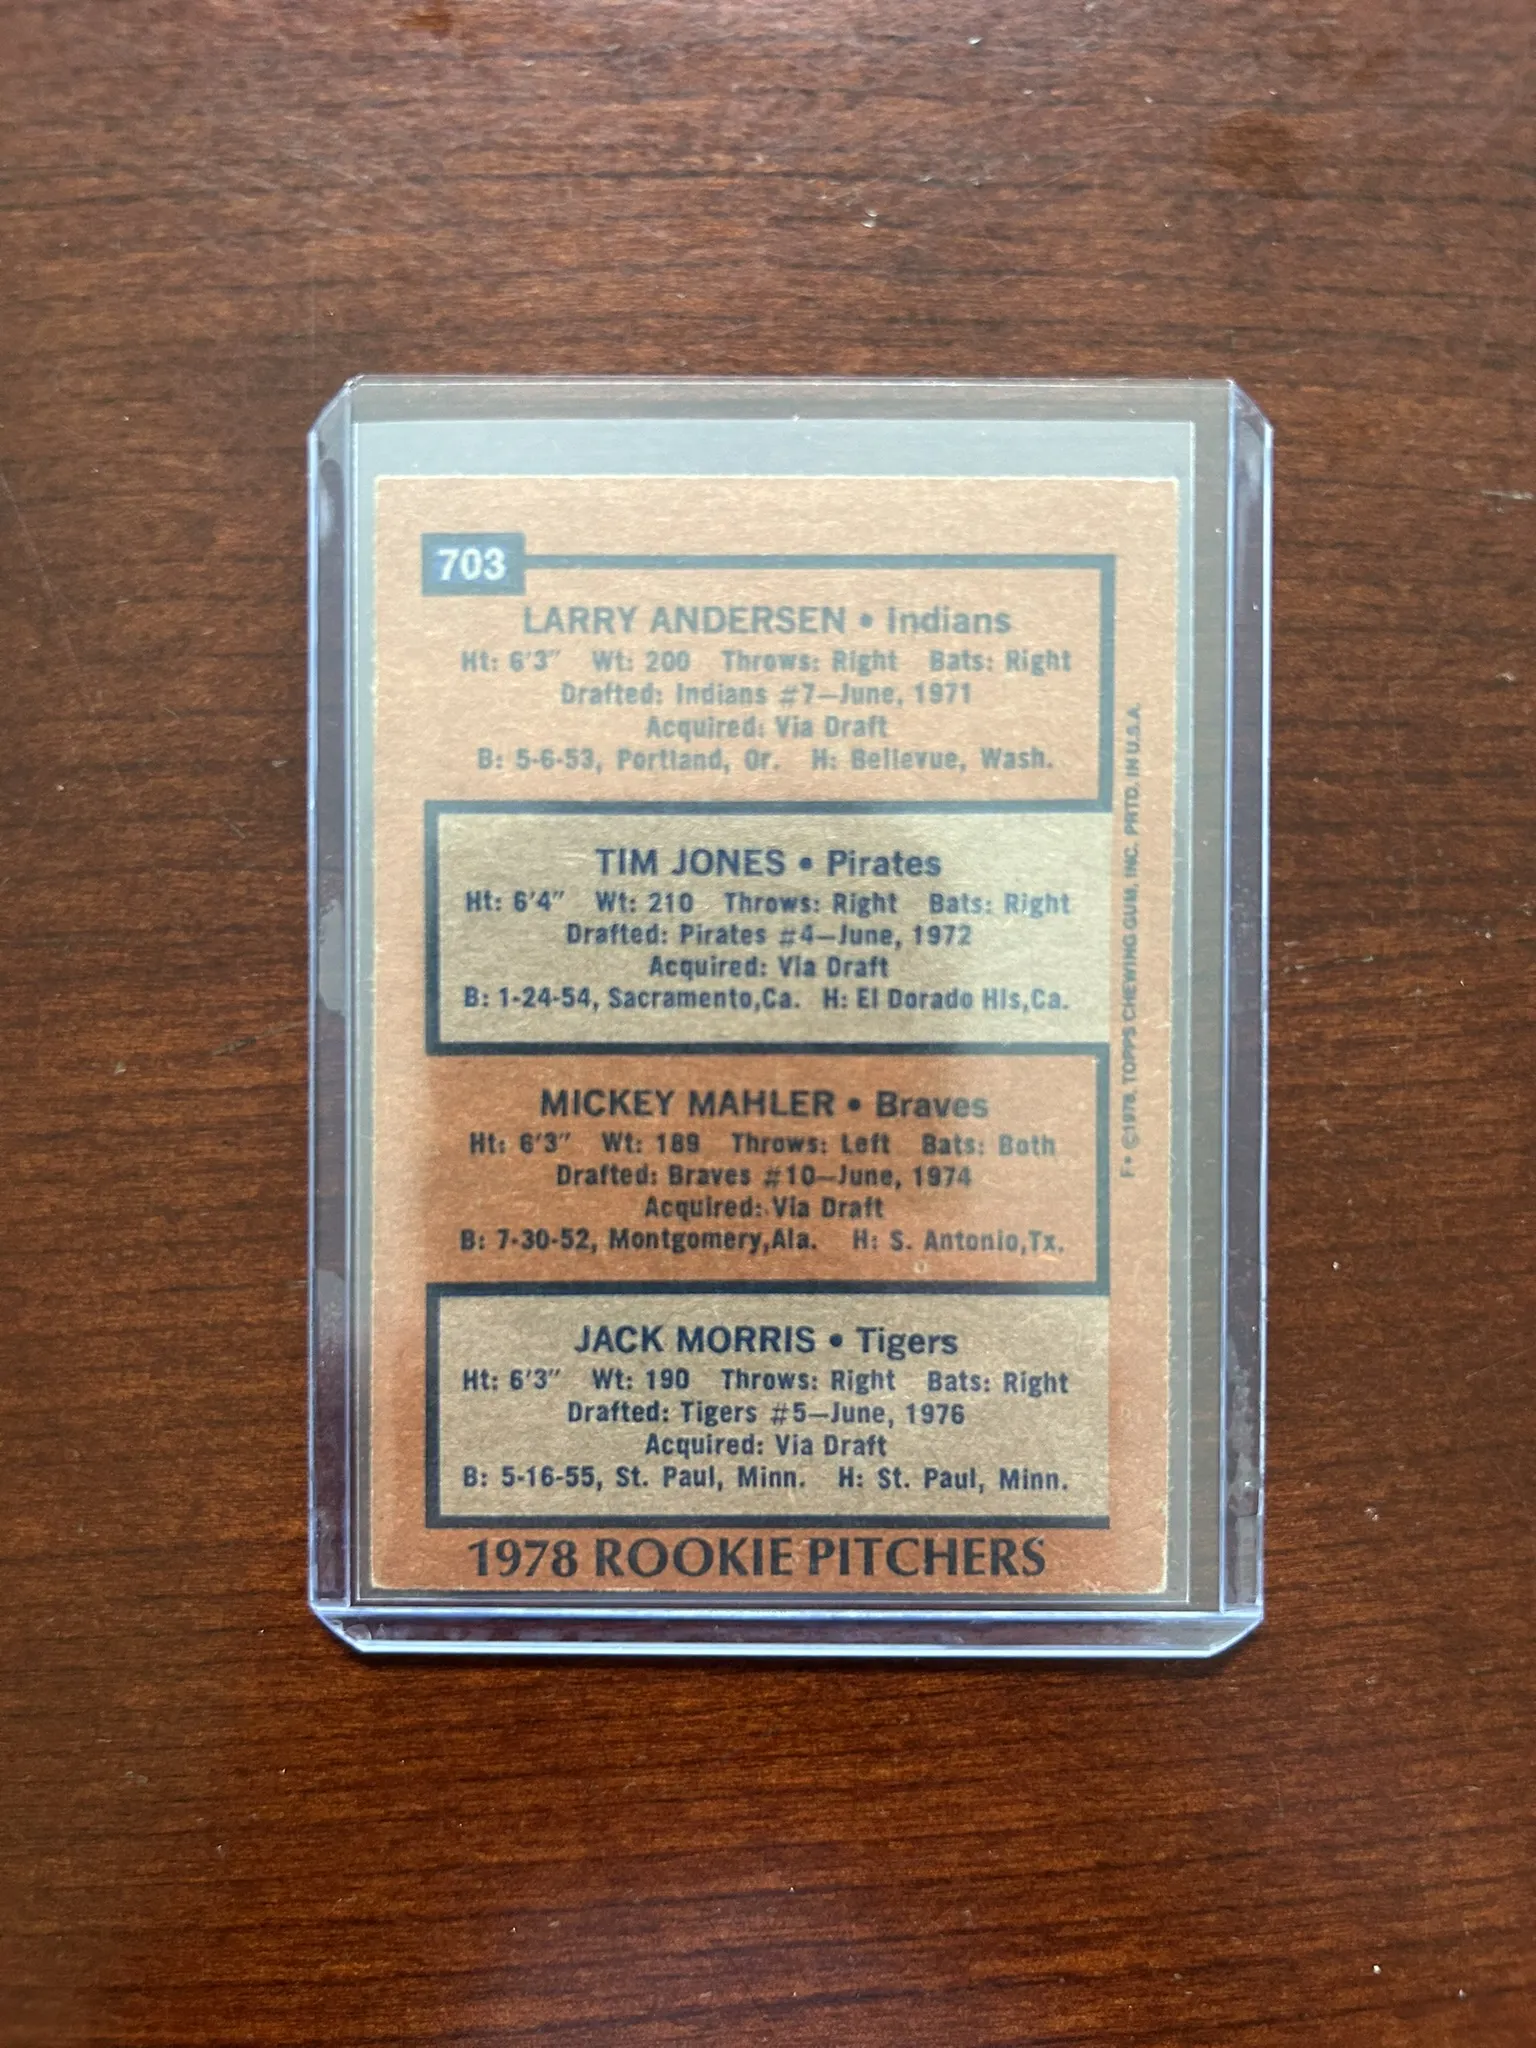 703
LARRY ANDERSEN • Indians
Ht: 6'3" Wt: 200 Throws: Right Bats: Right
Drafted: Indians #7—June, 1971
Acquired: Via Draft
B: 5-6-53, Portland, Or. H: Bellevue, Wash.
TIM JONES • Pirates
Ht: 6'4" Wt: 210 Throws: Right Bats: Right
Drafted: Pirates #4—June, 1972
Acquired: Via Draft
B: 1-24-54, Sacramento,Ca. H: El Dorado Hls,Ca.
MICKEY MAHLER • Braves
Ht: 6'3" Wt: 189 Throws: Left Bats: Both
Drafted: Braves #10—June, 1974
Acquired: Via Draft
B: 7-30-52, Montgomery,Ala. H: S. Antonio,Tx.
JACK MORRIS • Tigers
Ht: 6'3" Wt: 190 Throws: Right Bats: Right
Drafted: Tigers #5—June, 1976
Acquired: Via Draft
B: 5-16-55, St. Paul, Minn. H: St. Paul, Minn.
1978 ROOKIE PITCHERS
F• ©1978, TOPPS CHEWING GUM, INC. PRTD. IN U.S.A.